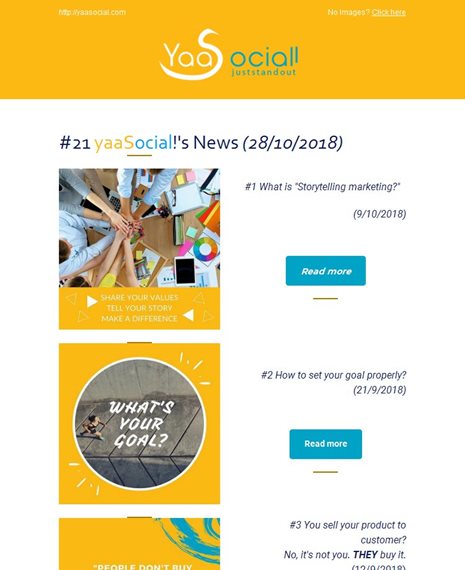 http://yaasocial.com
No Images? Click here
YaaSocial!
juststandout
#21 yaaSocial!'s News (28/10/2018)
#1 What is "Storytelling marketing?"
(9/10/2018)
Read more
SHARE YOUR VALUES
TELL YOUR STORY
MAKE A DIFFERENCE
#2 How to set your goal properly?
(21/9/2018)
WHAT'S
YOUR
GOAL?
Read more
#3 You sell your product to
customer?
No, it's not you. THEY buy it.
(12/9/2018)
"PEOPLE DON'T BUY